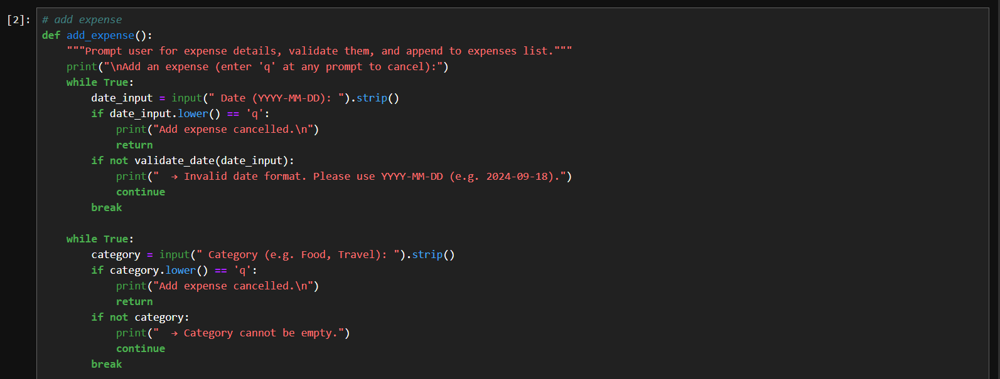 [2]: # add expense
def add_expense():
    """Prompt user for expense details, validate them, and append to expenses list."""
    print("\nAdd an expense (enter 'q' at any prompt to cancel):")
    while True:
        date_input = input(" Date (YYYY-MM-DD): ").strip()
        if date_input.lower() == 'q':
            print("Add expense cancelled.\n")
            return
        if not validate_date(date_input):
            print("  → Invalid date format. Please use YYYY-MM-DD (e.g. 2024-09-18).")
            continue
        break

    while True:
        category = input(" Category (e.g. Food, Travel): ").strip()
        if category.lower() == 'q':
            print("Add expense cancelled.\n")
            return
        if not category:
            print("  → Category cannot be empty.")
            continue
        break